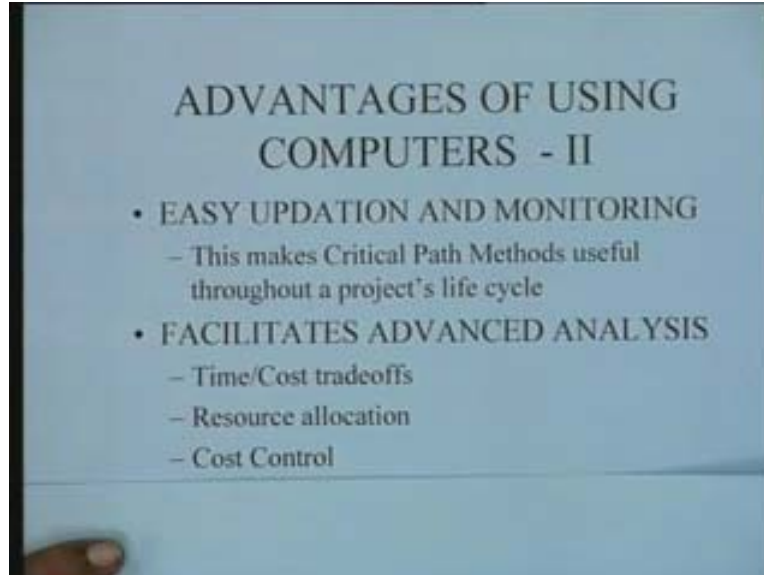 ADVANTAGES OF USING
COMPUTERS - II
• EASY UPDATION AND MONITORING
– This makes Critical Path Methods useful
throughout a project's life cycle
• FACILITATES ADVANCED ANALYSIS
– Time/Cost tradeoffs
– Resource allocation
– Cost Control